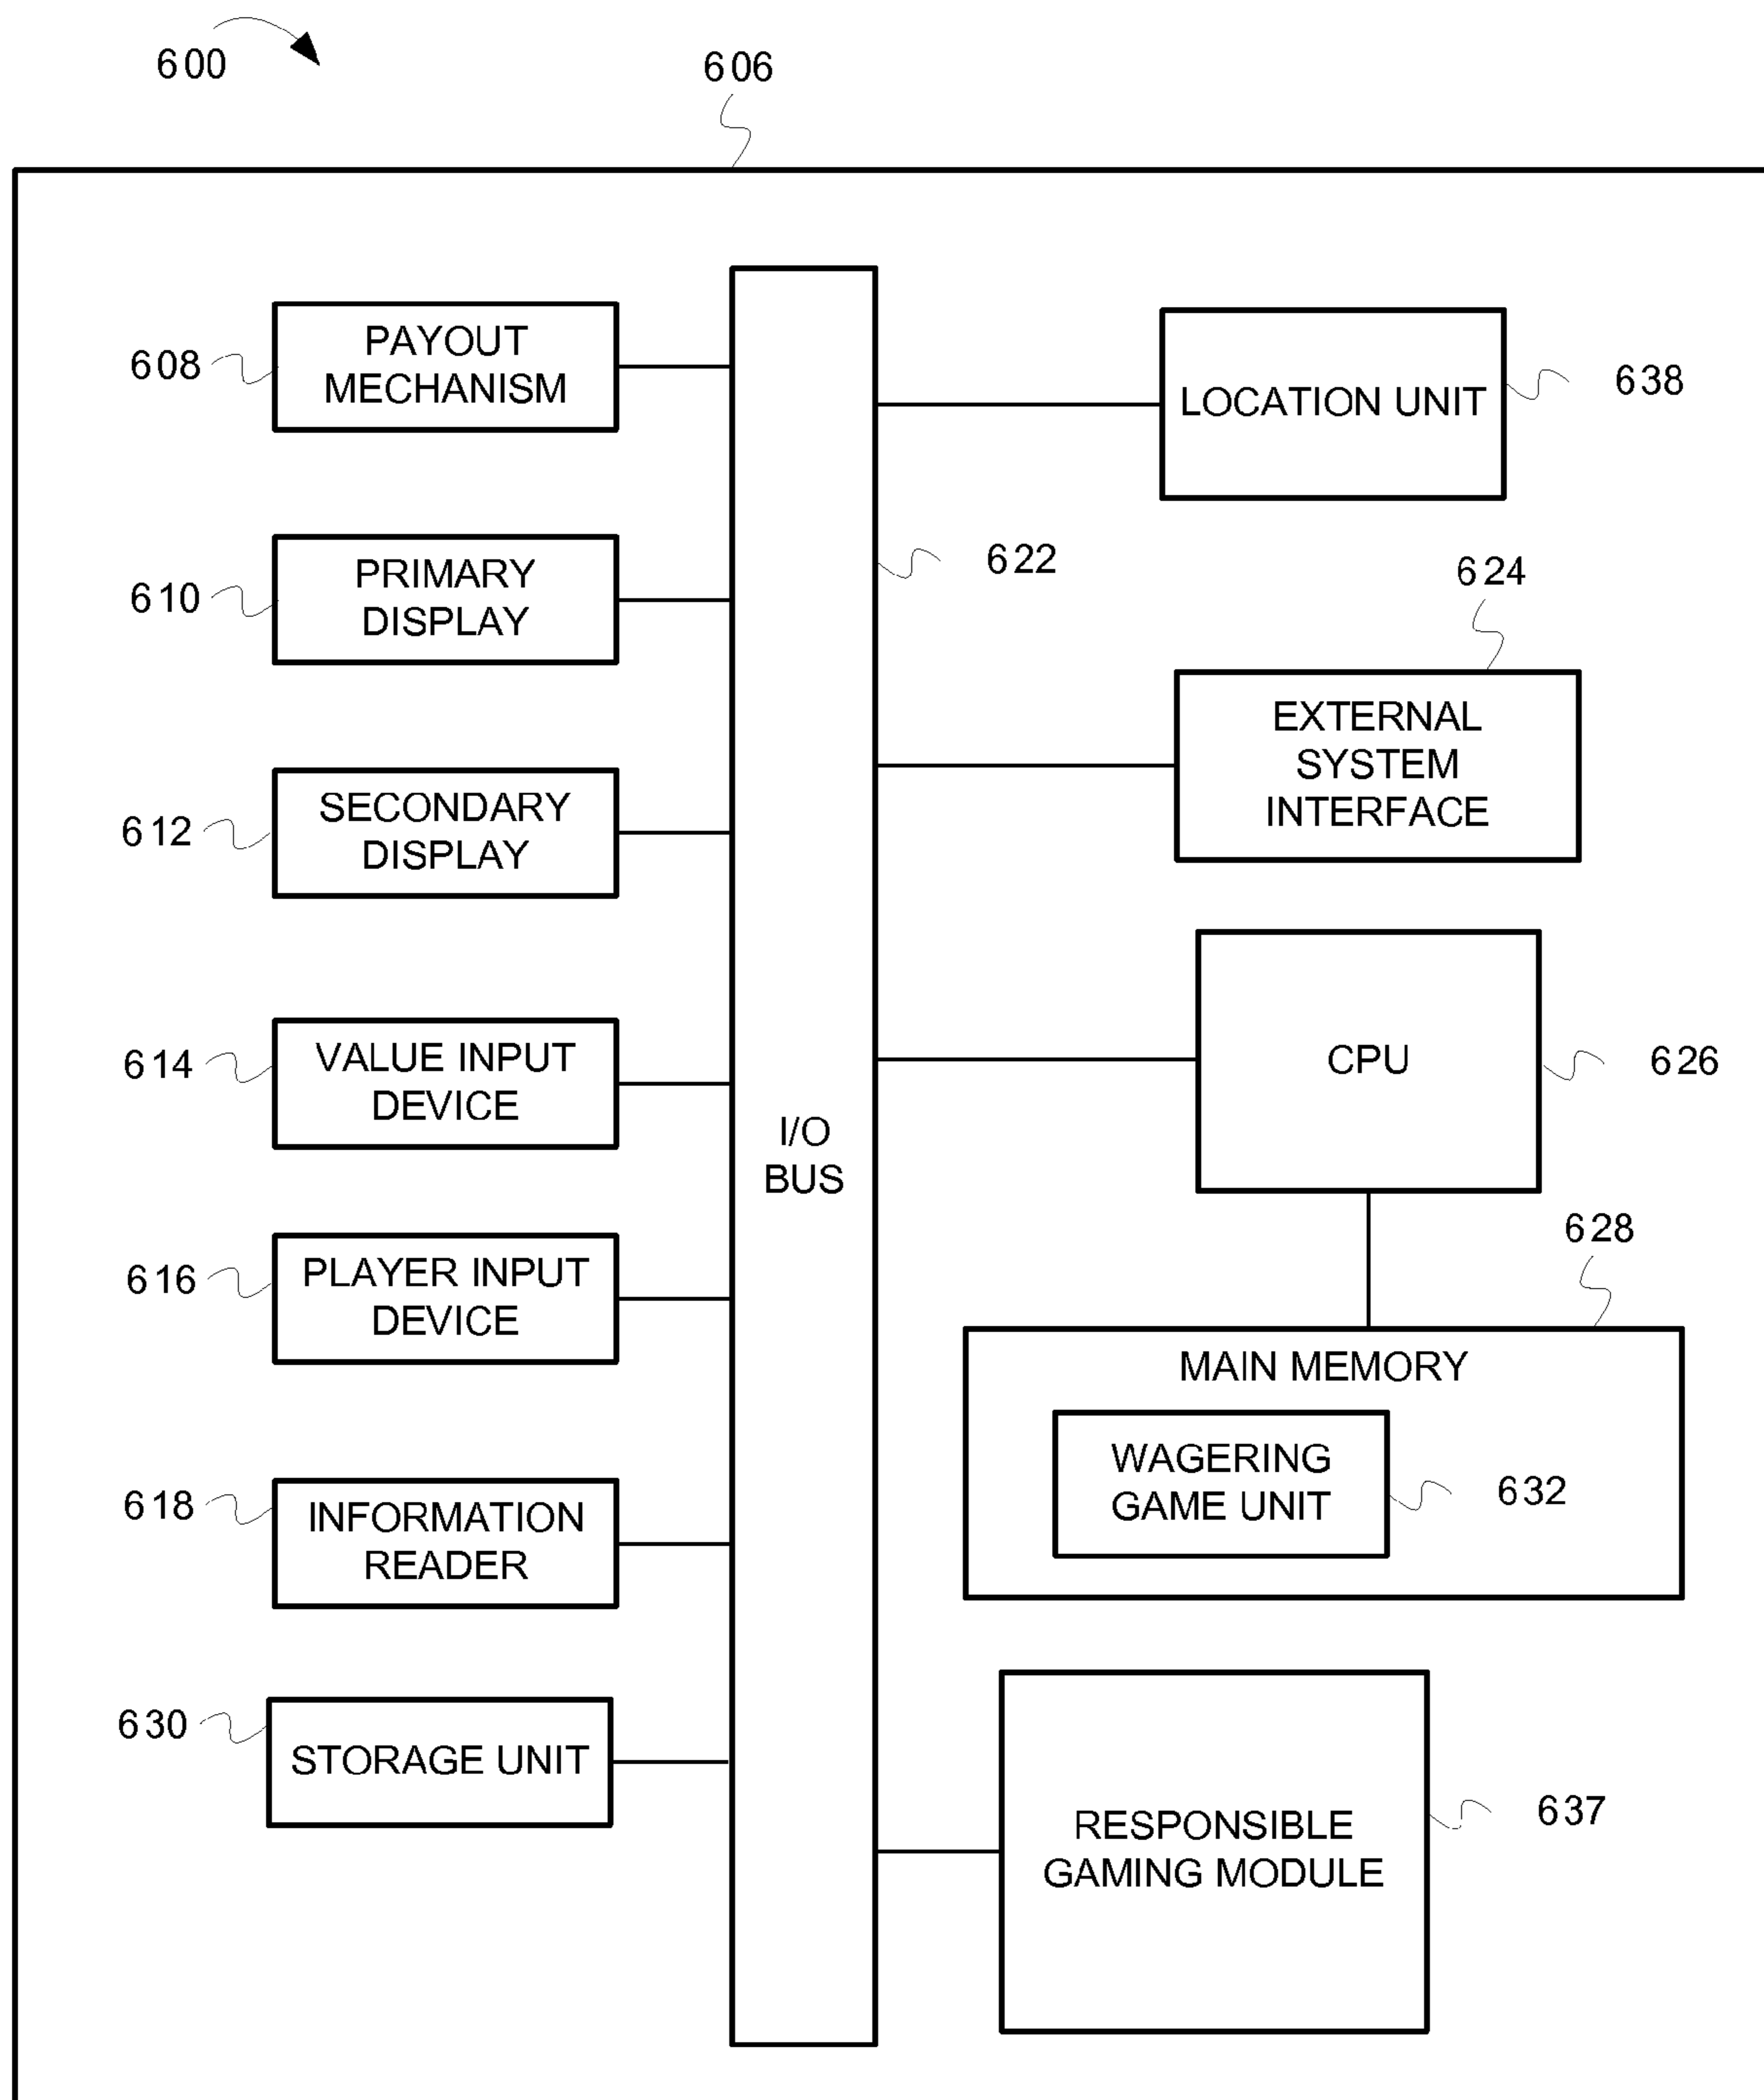 600
606
608
PAYOUT
MECHANISM
610
PRIMARY
DISPLAY
612
SECONDARY
DISPLAY
614
VALUE INPUT
DEVICE
616
PLAYER INPUT
DEVICE
618
INFORMATION
READER
630
STORAGE UNIT
I/O
BUS
622
LOCATION UNIT
638
624
EXTERNAL
SYSTEM
INTERFACE
CPU
626
628
MAIN MEMORY
WAGERING
GAME UNIT
632
RESPONSIBLE
GAMING MODULE
637